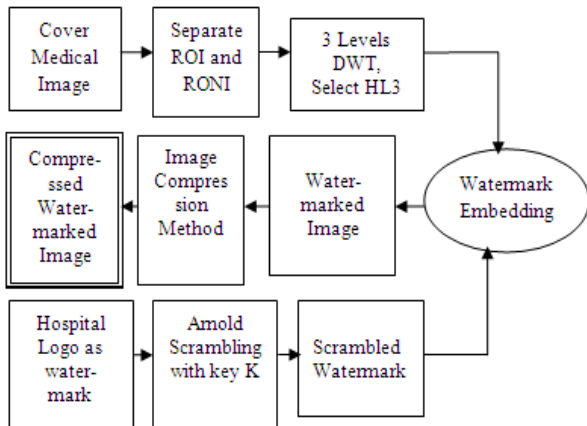 Cover
Medical
Image
Separate
ROI and
RONI
3 Levels
DWT,
Select HL3
Compre-
ssed
Water-
marked
Image
Image
Compres
sion
Method
Water-
marked
Image
Watermark
Embedding
Hospital
Logo as
water-
mark
Arnold
Scrambling
with key K
Scrambled
Watermark